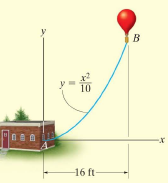 y
B
y = x²/10
A
x
16 ft